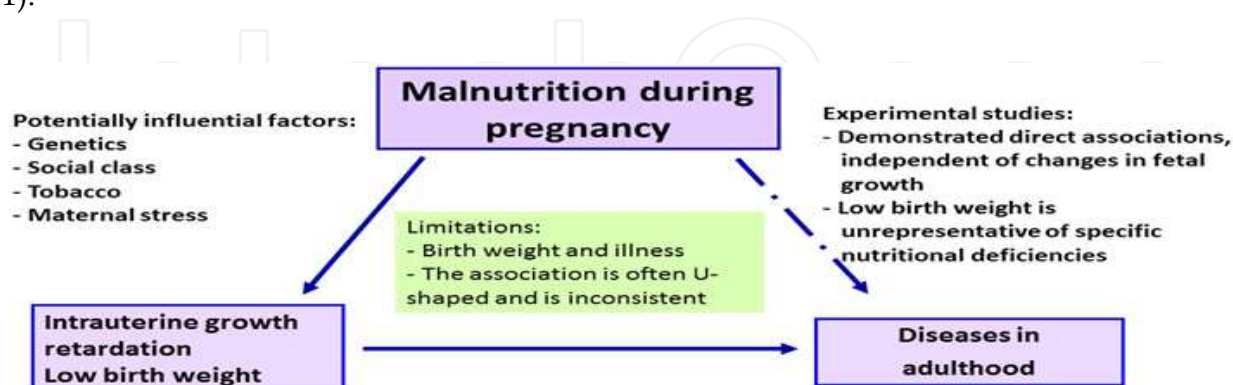 1).
Malnutrition during
pregnancy
Potentially influential factors:
- Genetics
- Social class
- Tobacco
- Maternal stress
Experimental studies:
- Demonstrated direct associations,
independent of changes in fetal
growth
- Low birth weight is
unrepresentative of specific
nutritional deficiencies
Limitations:
- Birth weight and illness
- The association is often U-
shaped and is inconsistent
Intrauterine growth
retardation
Low birth weight
Diseases in
adulthood